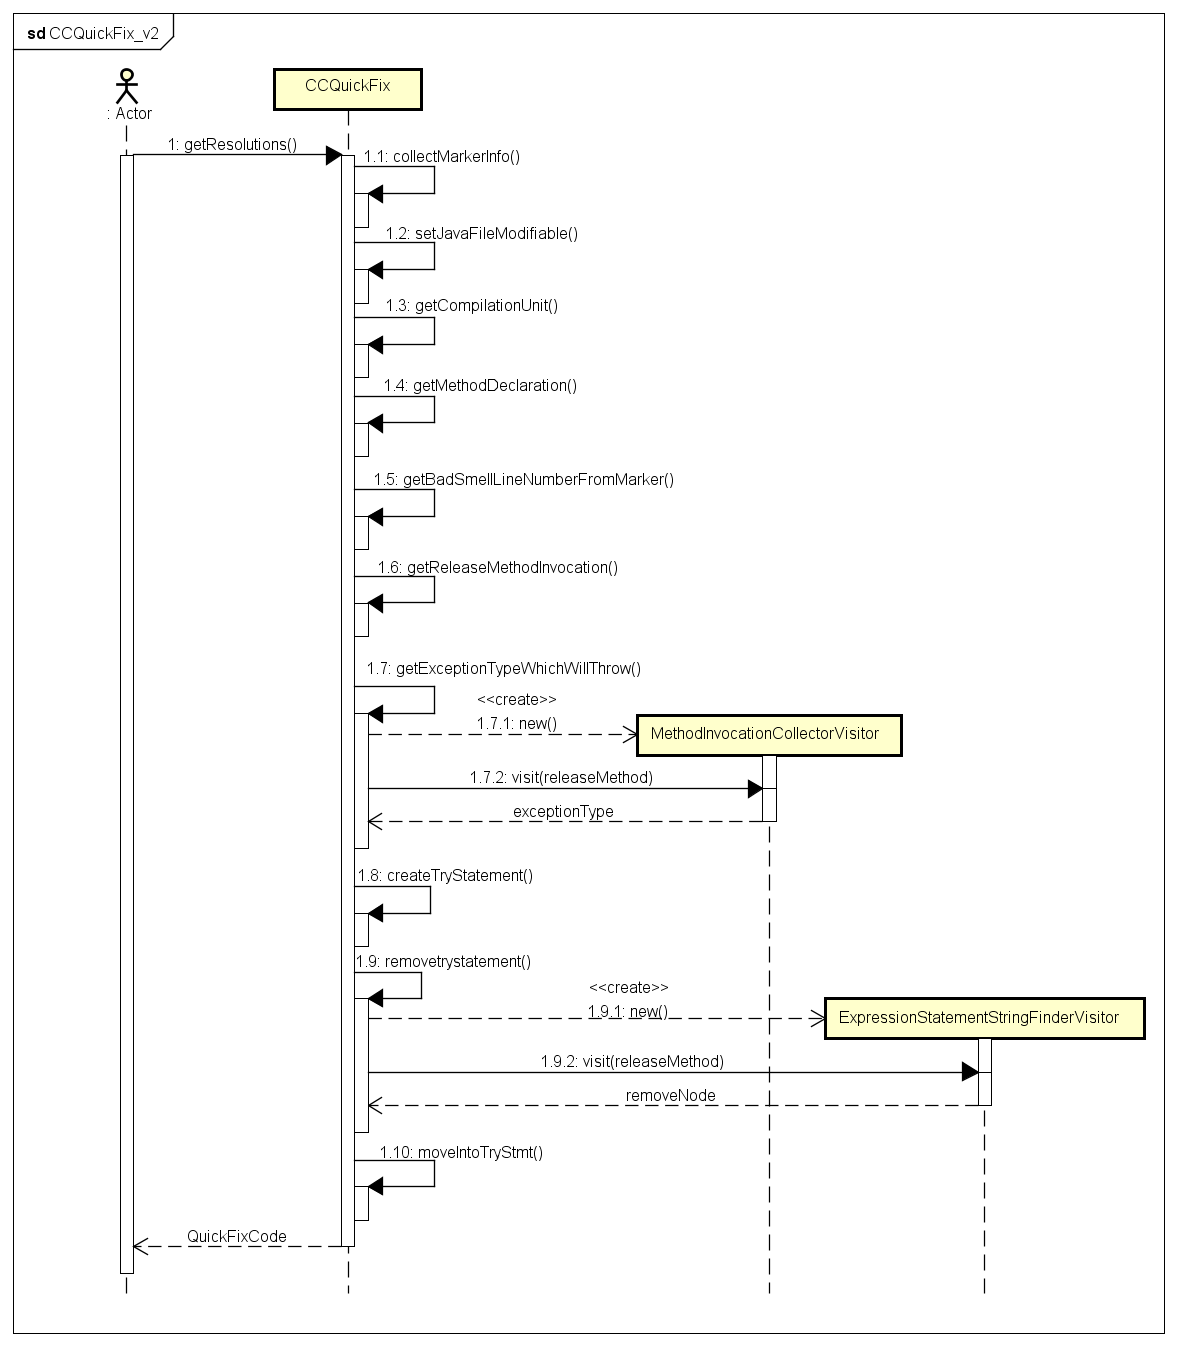 sd CCQuickFix_v2
CCQuickFix
: Actor
1: getResolutions()
1.1: collectMarkerInfo()
1.2: setJavaFileModifiable()
1.3: getCompilationUnit()
1.4: getMethodDeclaration()
1.5: getBadSmellLineNumberFromMarker()
1.6: getReleaseMethodInvocation()
1.7: getExceptionTypeWhichWillThrow()
<<create>>
1.7.1: new()
MethodInvocationCollectorVisitor
1.7.2: visit(releaseMethod)
exceptionType
1.8: createTryStatement()
1.9: removetrystatement()
<<create>>
1.9.1: new()
ExpressionStatementStringFinderVisitor
1.9.2: visit(releaseMethod)
removeNode
1.10: moveIntoTryStmt()
QuickFixCode